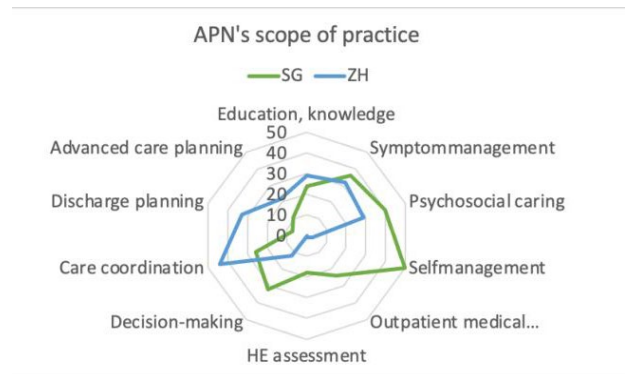 APN's scope of practice
SG ZH
Education, knowledge
50
Advanced care planning
40
Symptommanagement
30
Discharge planning
20
Psychosocial caring
10
0
Care coordination
Selfmanagement
Decision-making
Outpatient medical...
HE assessment